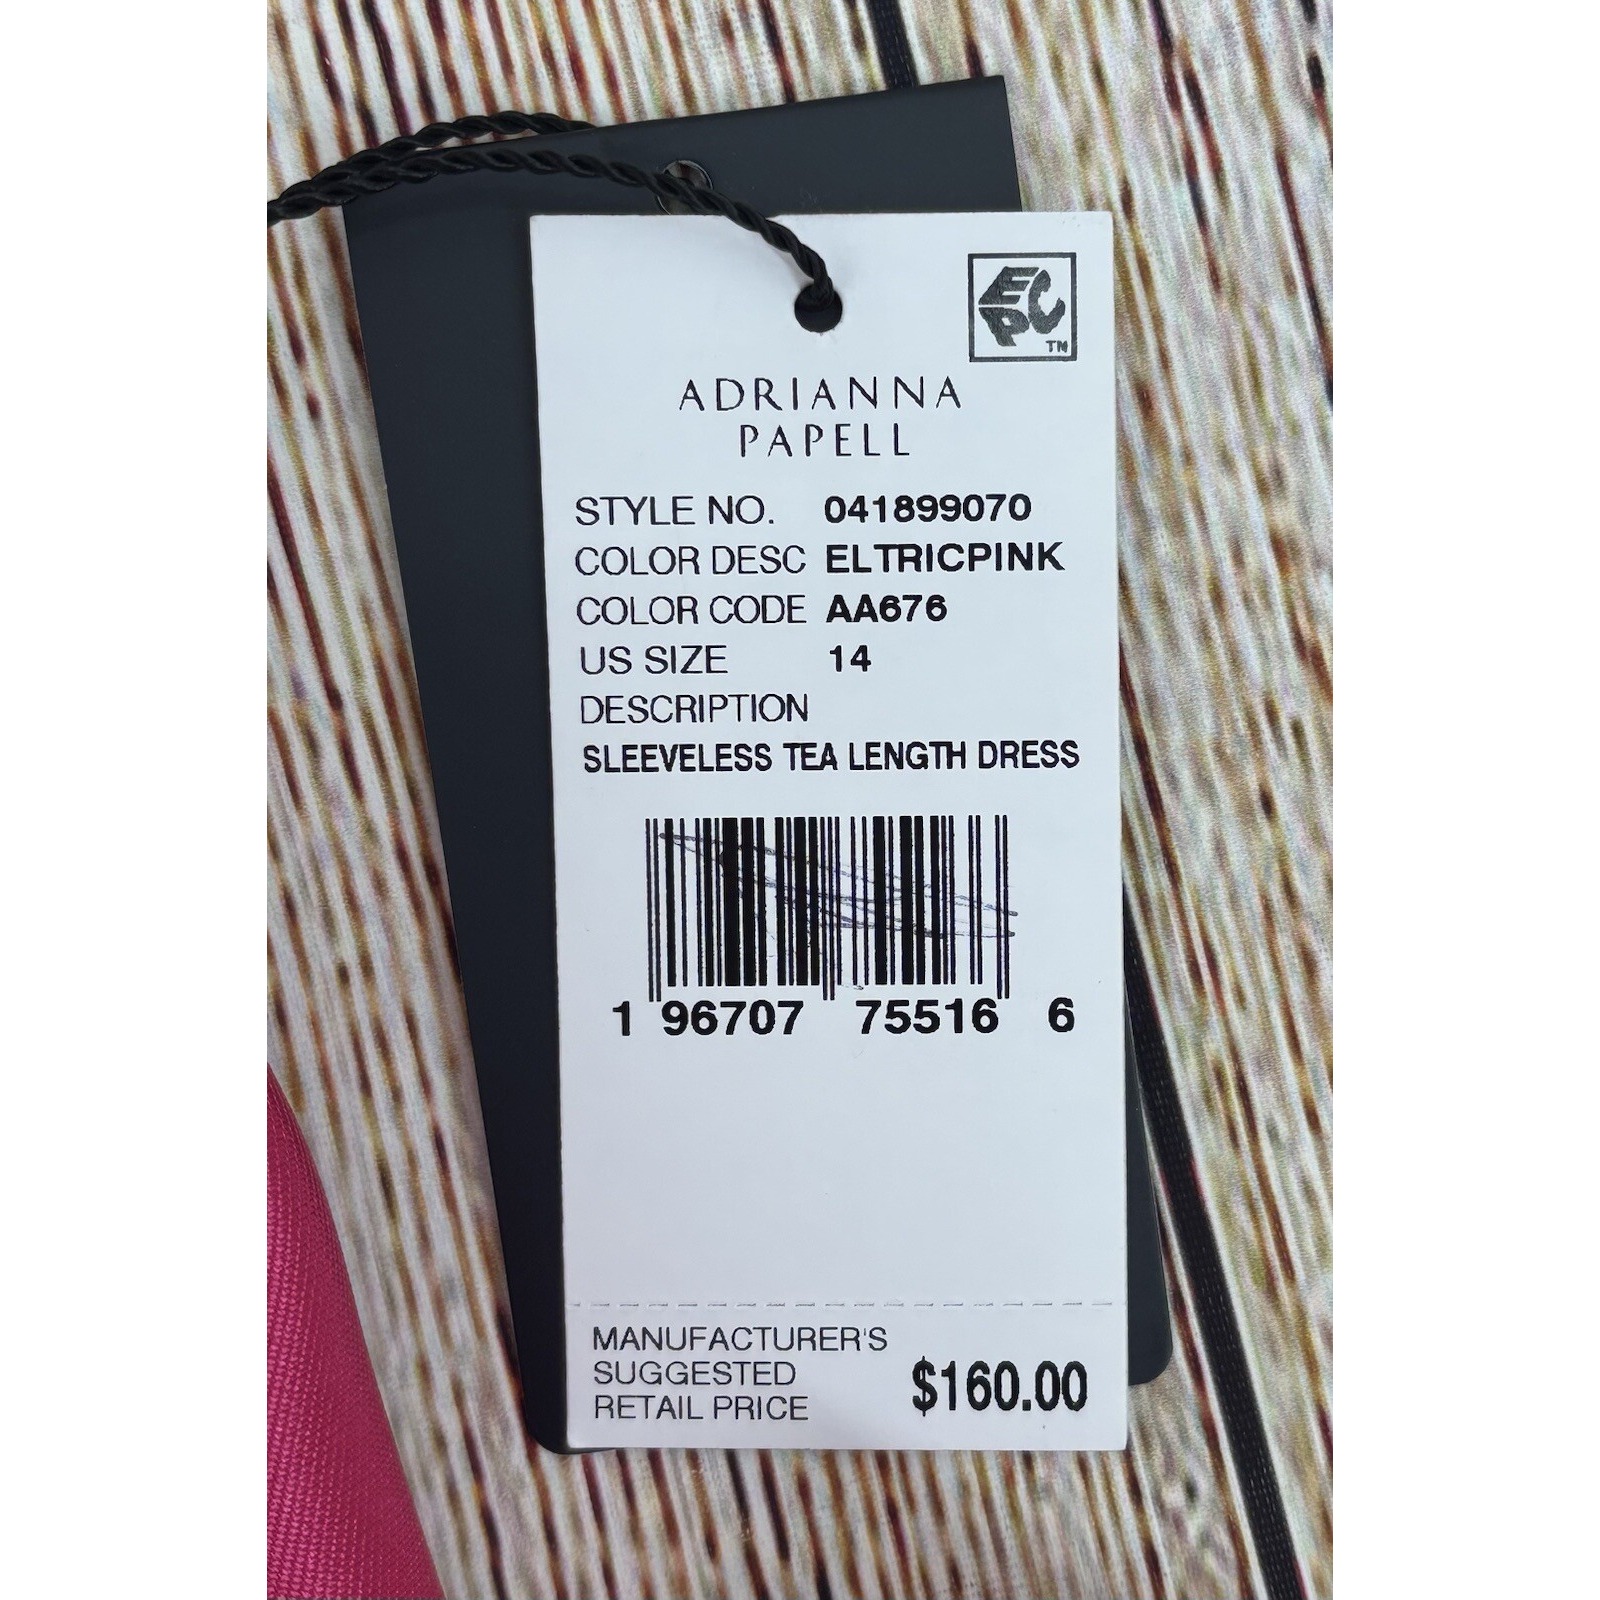 EPC
TM
ADRIANNA
PAPELL
STYLE NO. 041899070
COLOR DESC ELTRICPINK
COLOR CODE AA676
US SIZE 14
DESCRIPTION
SLEEVELESS TEA LENGTH DRESS
1 96707 75516 6
MANUFACTURER'S
SUGGESTED
RETAIL PRICE
$160.00